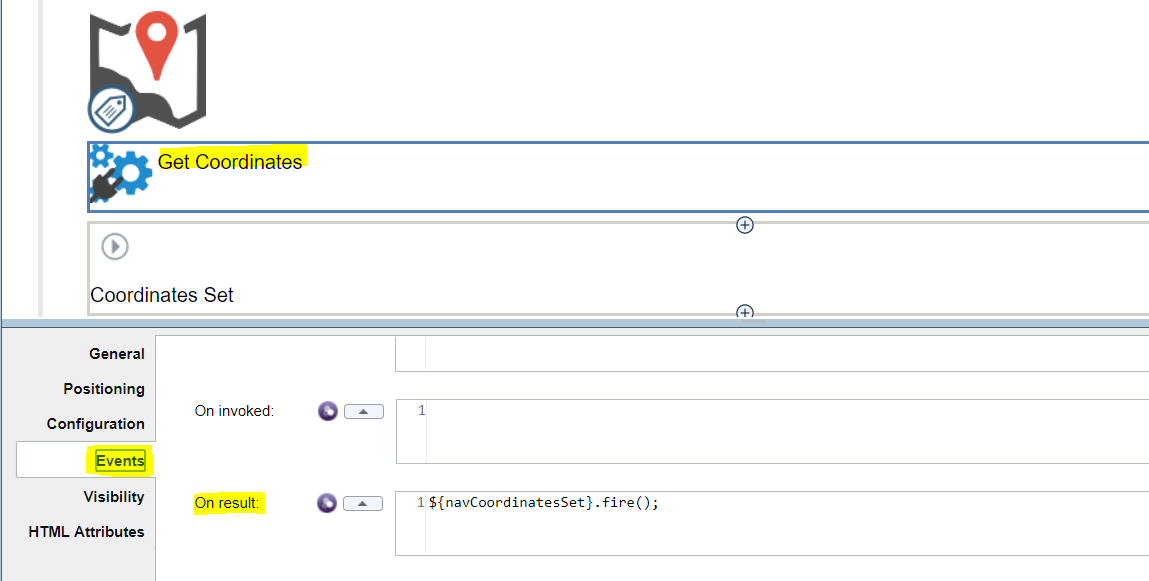 Get Coordinates
Coordinates Set
General
Positioning
Configuration
On invoked:
1
Events
Visibility
On result:
1 ${navCoordinatesSet}.fire();
HTML Attributes